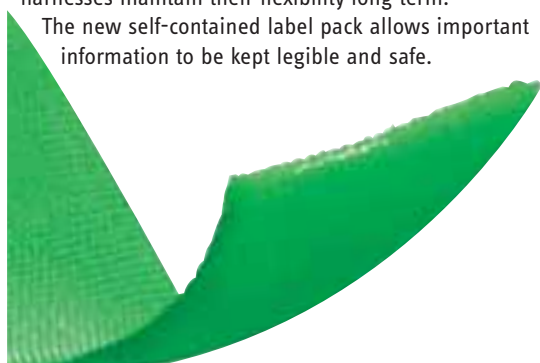 harnesses maintain their flexibility long term.
The new self-contained label pack allows important
information to be kept legible and safe.